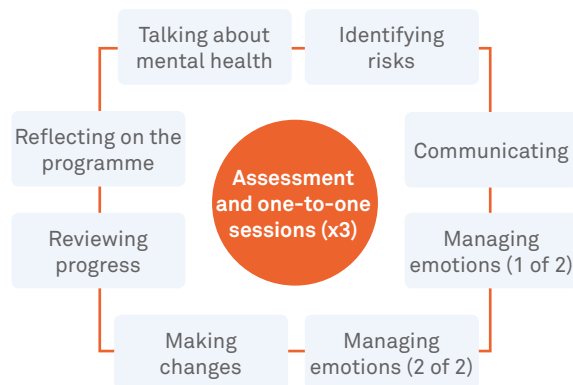 Talking about
mental health
Identifying
risks
Reflecting on the
programme
Communicating
Assessment
and one-to-one
sessions (x3)
Reviewing
progress
Managing
emotions (1 of 2)
Making
changes
Managing
emotions (2 of 2)